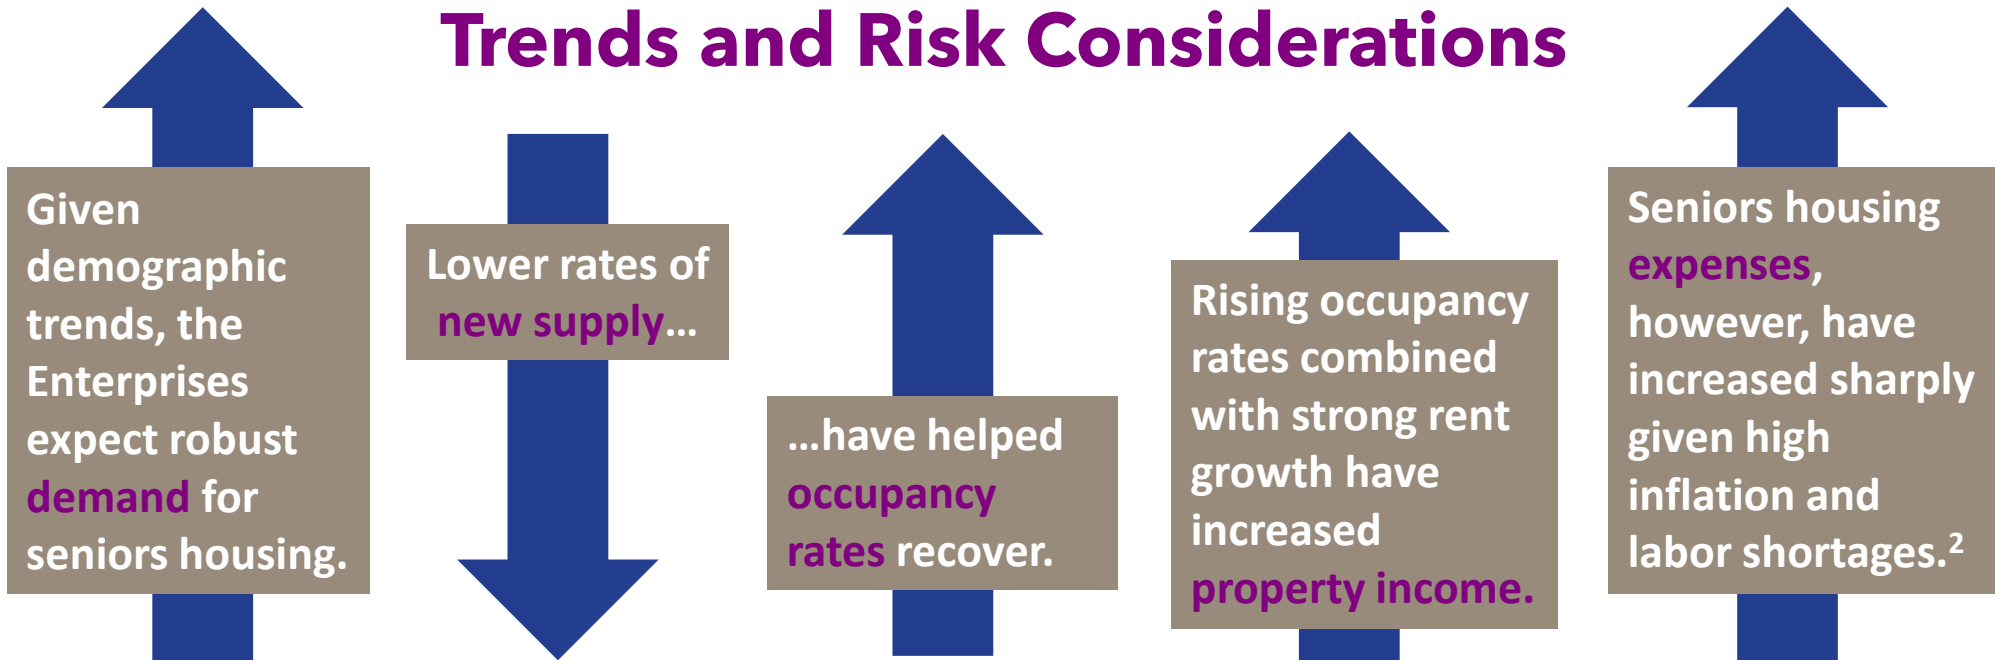 Trends and Risk Considerations
Given
demographic
trends, the
Enterprises
expect robust
demand for
seniors housing.
Lower rates of
new supply…
…have helped
occupancy
rates recover.
Rising occupancy
rates combined
with strong rent
growth have
increased
property income.
Seniors housing
expenses,
however, have
increased sharply
given high
inflation and
labor shortages.²